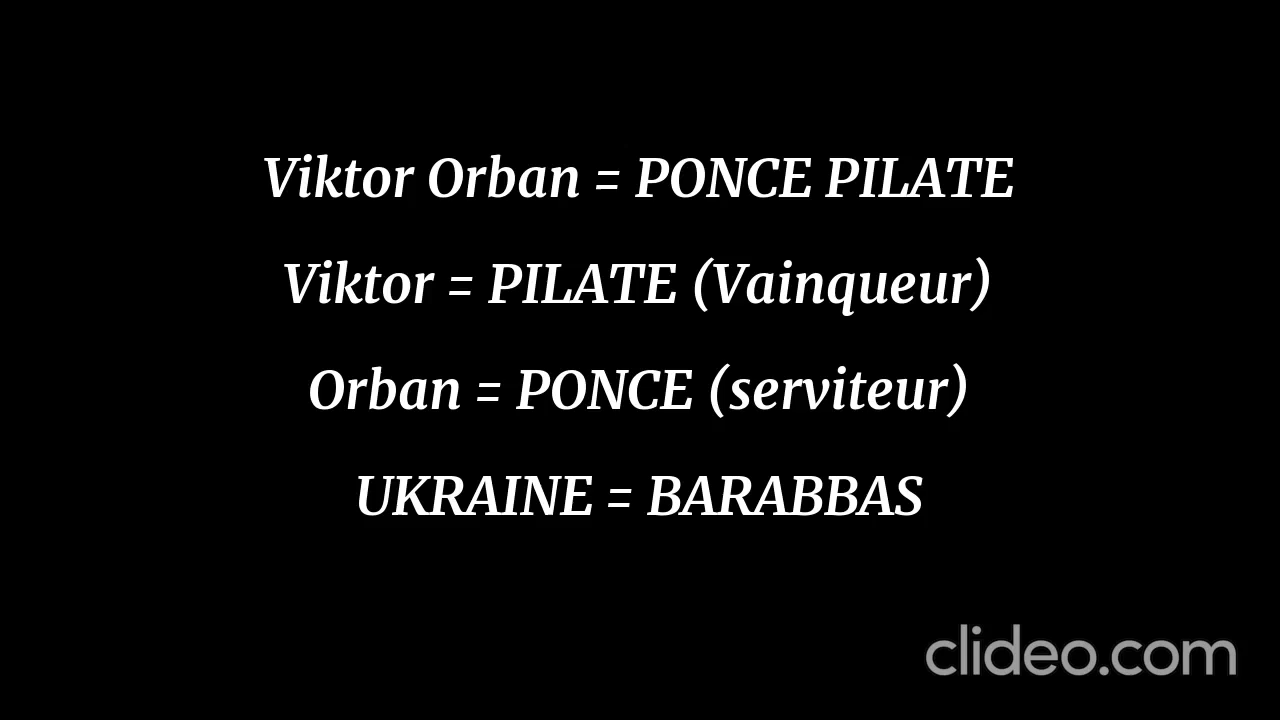 Viktor Orban = PONCE PILATE
Viktor = PILATE (Vainqueur)
Orban = PONCE (serviteur)
UKRAINE = BARABBAS
clideo.com